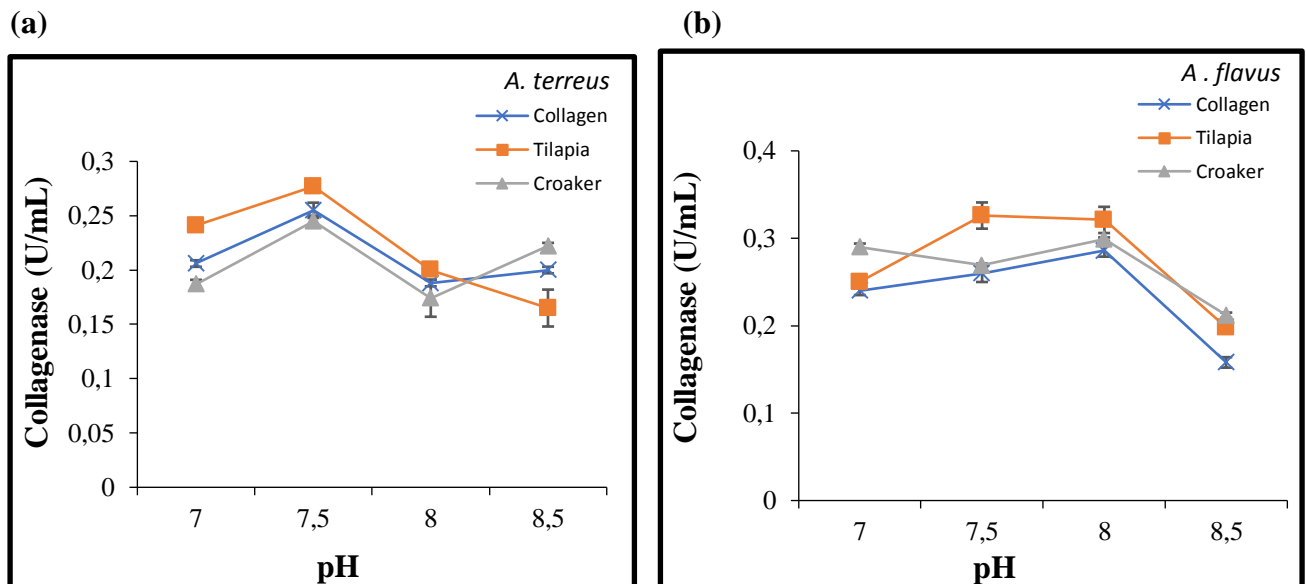 (a)
A. terreus
Collagen
Tilapia
Croaker
Collagenase (U/mL)
0,3
0,25
0,2
0,15
0,1
0,05
0
7 7,5 8 8,5
pH
(b)
A . flavus
Collagen
Tilapia
Croaker
Collagenase (U/mL)
0,4
0,3
0,2
0,1
0
7 7,5 8 8,5
pH